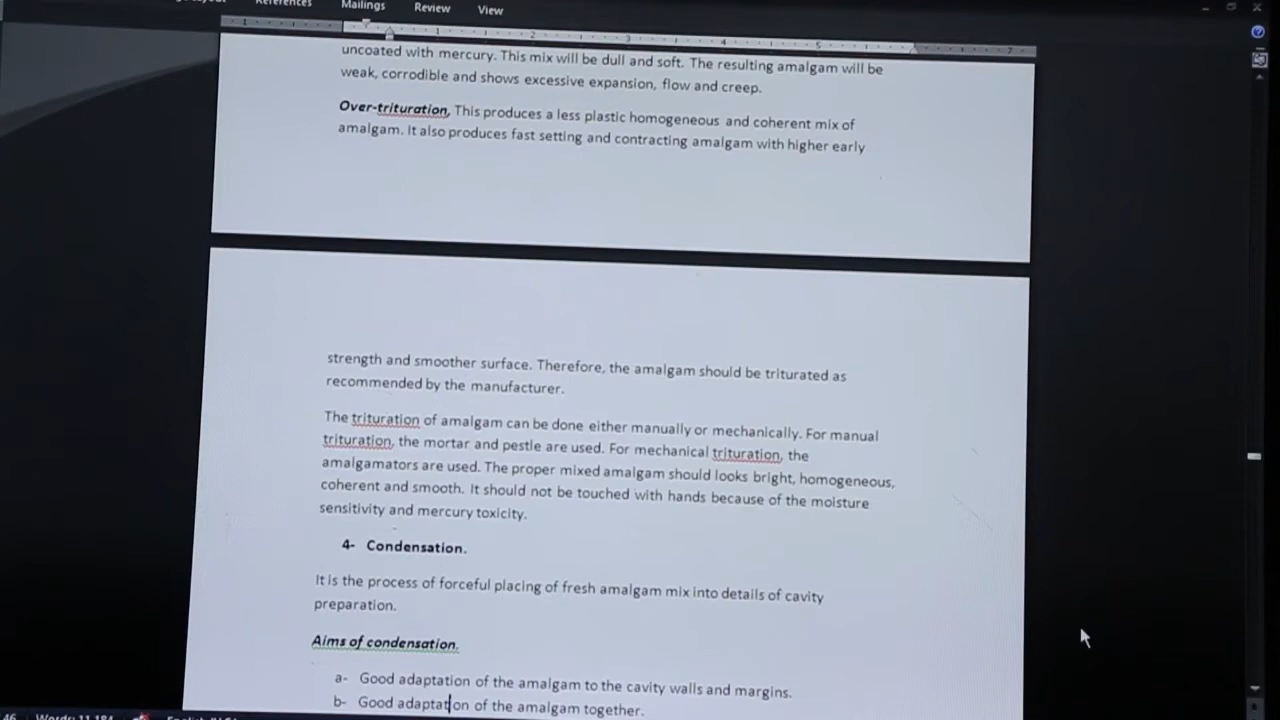 References Mailings Review View
uncoated with mercury. This mix will be dull and soft. The resulting amalgam will be
weak, corrodible and shows excessive expansion, flow and creep.
Over-trituration, This produces a less plastic homogeneous and coherent mix of
amalgam. It also produces fast setting and contracting amalgam with higher early
strength and smoother surface. Therefore, the amalgam should be triturated as
recommended by the manufacturer.
The trituration of amalgam can be done either manually or mechanically. For manual
trituration, the mortar and pestle are used. For mechanical trituration, the
amalgamators are used. The proper mixed amalgam should looks bright, homogeneous,
coherent and smooth. It should not be touched with hands because of the moisture
sensitivity and mercury toxicity.
4- Condensation.
It is the process of forceful placing of fresh amalgam mix into details of cavity
preparation.
Aims of condensation.
a- Good adaptation of the amalgam to the cavity walls and margins.
b- Good adaptation of the amalgam together.
46 Words: 11,184